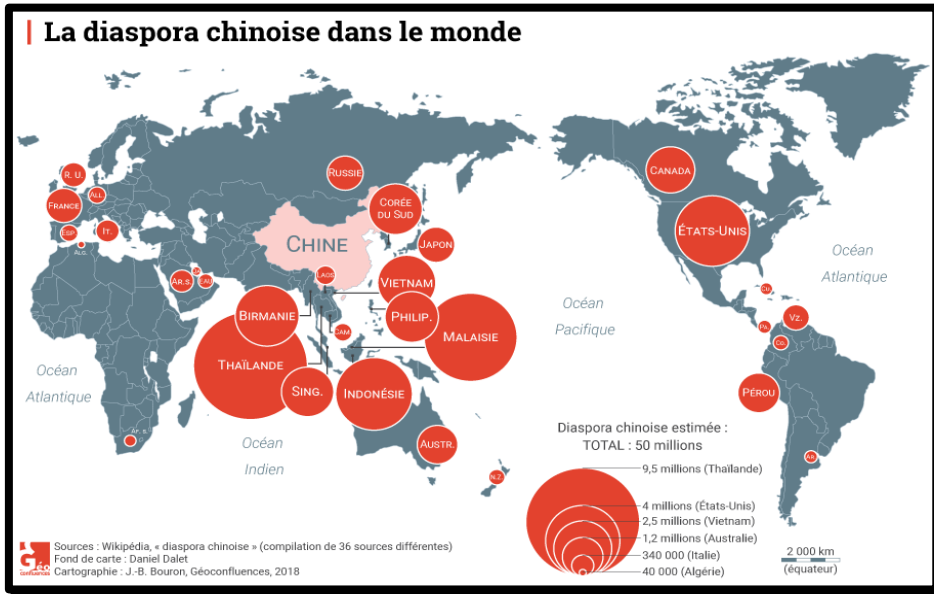 La diaspora chinoise dans le monde
R. U.
ALL.
FRANCE
ESP.
IT.
ALG.
RUSSIE
CORÉE
DU SUD
JAPON
CHINE
LAOS
VIETNAM
AR.S.
EAU
BIRMANIE
PHILIP.
CAM.
MALAISIE
THAÏLANDE
SING.
INDONÉSIE
AUSTR.
N.Z.
AF. S.
Océan
Atlantique
Océan
Indien
Océan
Pacifique
Océan
Atlantique
CANADA
ÉTATS-UNIS
CU.
PA.
VZ.
CO.
PÉROU
AR.
Diaspora chinoise estimée :
TOTAL : 50 millions
9,5 millions (Thaïlande)
4 millions (États-Unis)
2,5 millions (Vietnam)
1,2 millions (Australie)
340 000 (Italie)
40 000 (Algérie)
2 000 km
(équateur)
Géo
confluences
Sources : Wikipédia, « diaspora chinoise » (compilation de 36 sources différentes)
Fond de carte : Daniel Dalet
Cartographie : J.-B. Bouron, Géoconfluences, 2018